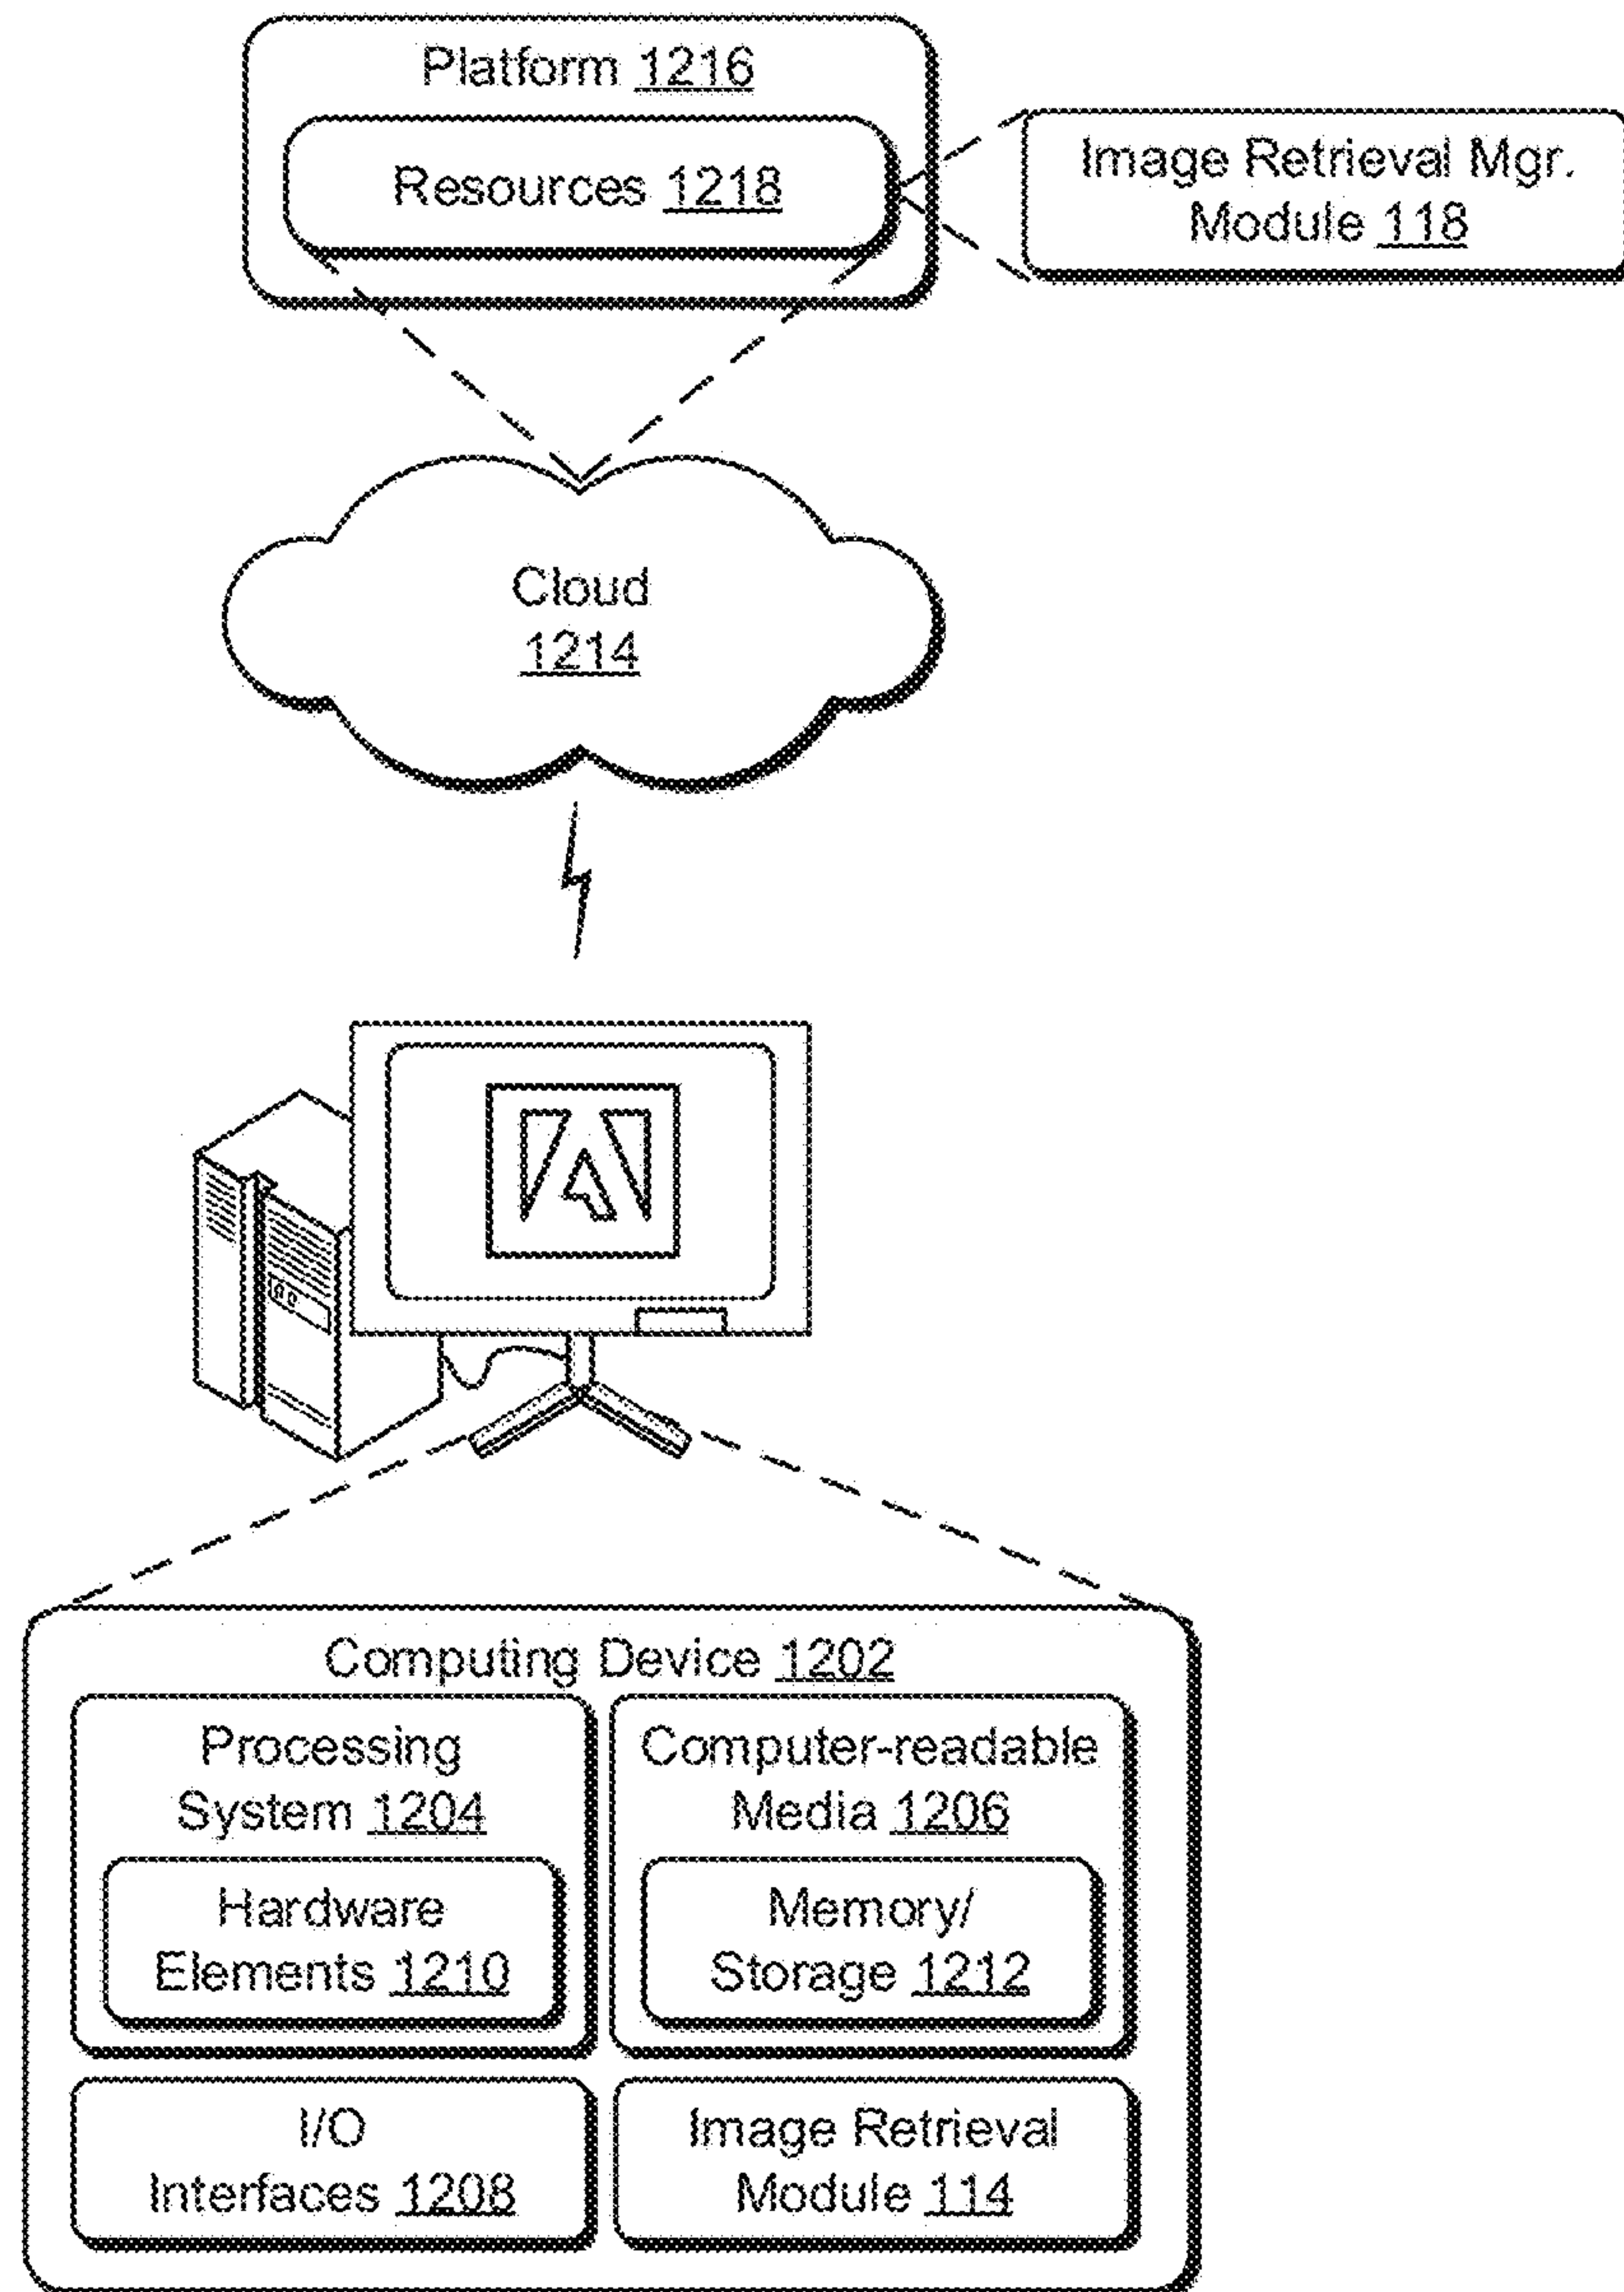 Platform 1216
Resources 1218
Image Retrieval Mgr.
Module 118
Cloud
1214
Computing Device 1202
Processing
System 1204
Hardware
Elements 1210
Computer-readable
Media 1206
Memory/
Storage 1212
I/O
Interfaces 1208
Image Retrieval
Module 114